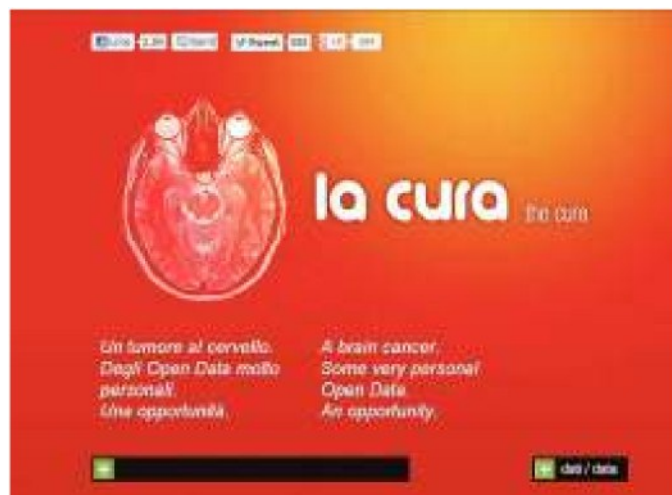 Tweet
la cura the cure
Un tumore al cervello.
Degli Open Data molto
personali.
Una opportunità.
A brain cancer.
Some very personal
Open Data.
An opportunity.
dati / data